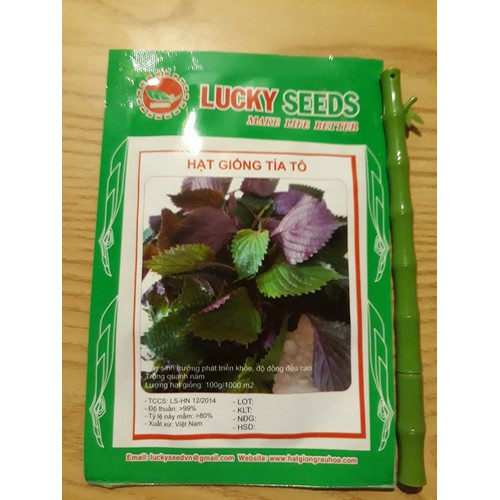 LUCKY SEEDS
MAKE LIFE BETTER
HẠT GIỐNG TÍA TÔ
sinh trưởng phát triển khỏe, độ đồng đều cao
Trồng quanh năm
Lượng hạt giống: 100g/1000 m2
- TCCS: LS-HN 12/2014
- Độ thuần: >99%
- Tỷ lệ nảy mầm: >80%
- Xuất xứ: Việt Nam
- LOT:
- KLT:
- NĐG:
- HSD:
Email: luckyseedvn@gmail.com Website: www.hatgiongrauhoa.com